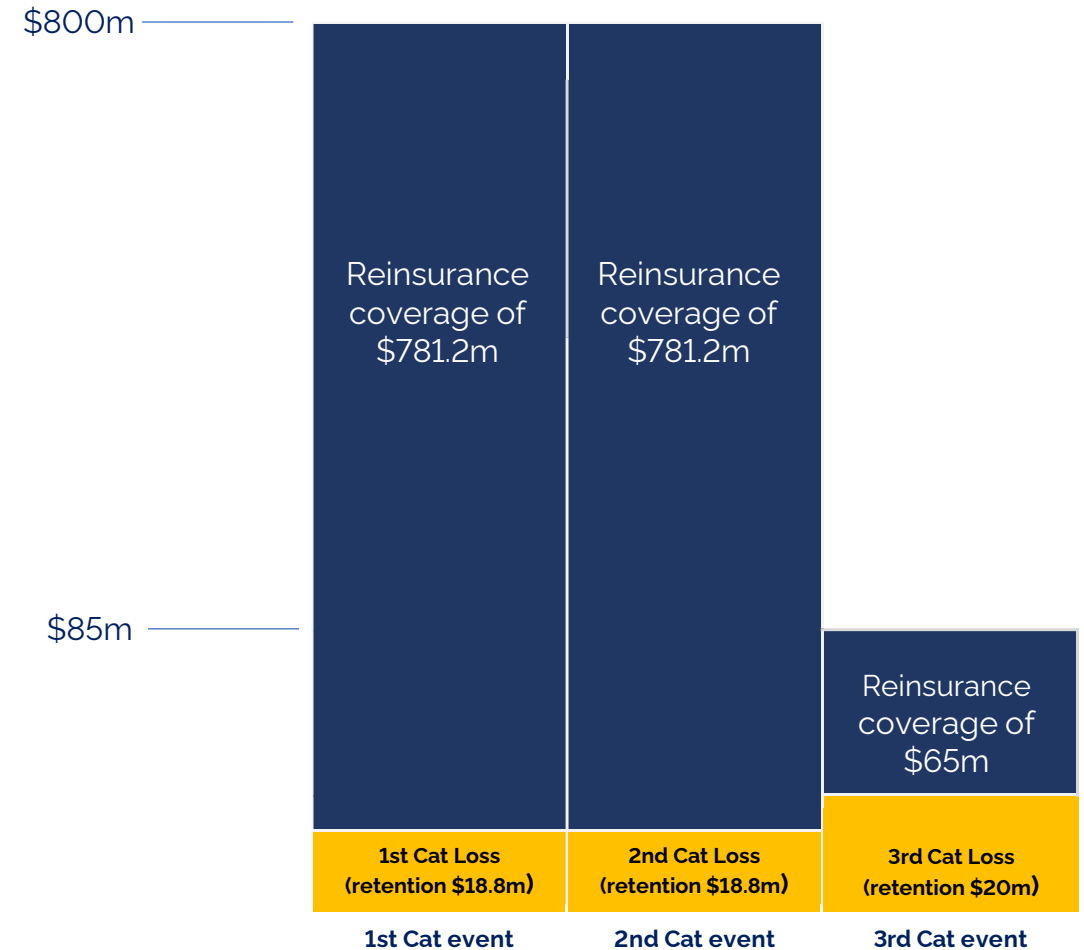 $800m
Reinsurance
coverage of
$781.2m
Reinsurance
coverage of
$781.2m
$85m
Reinsurance
coverage of
$65m
1st Cat Loss
(retention $18.8m)
2nd Cat Loss
(retention $18.8m)
3rd Cat Loss
(retention $20m)
1st Cat event
2nd Cat event
3rd Cat event